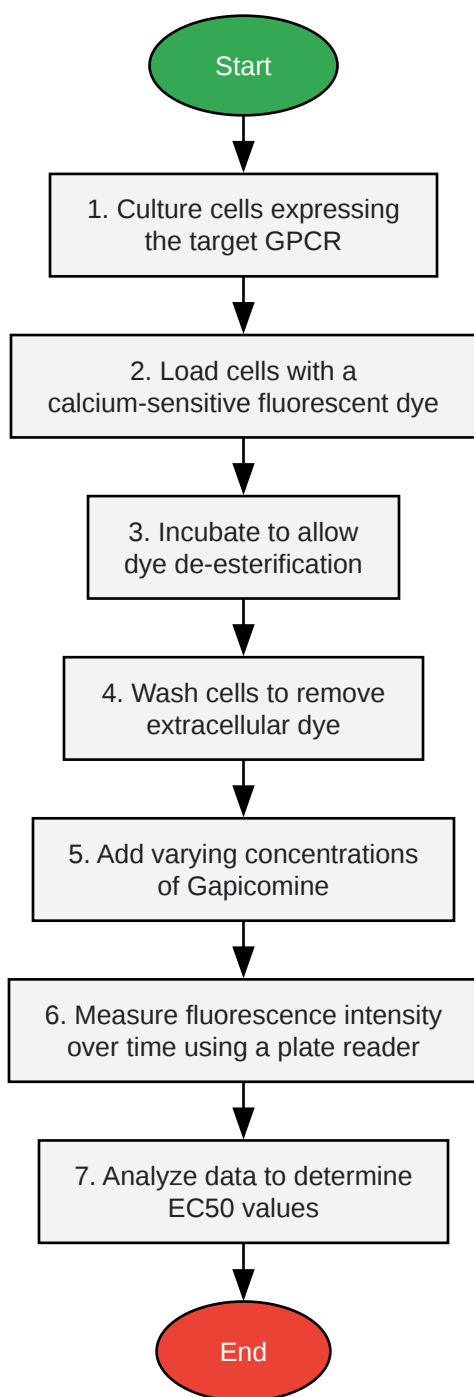 Start
1. Culture cells expressing
the target GPCR
2. Load cells with a
calcium-sensitive fluorescent dye
3. Incubate to allow
dye de-esterification
4. Wash cells to remove
extracellular dye
5. Add varying concentrations
of Gapicomine
6. Measure fluorescence intensity
over time using a plate reader
7. Analyze data to determine
EC50 values
End